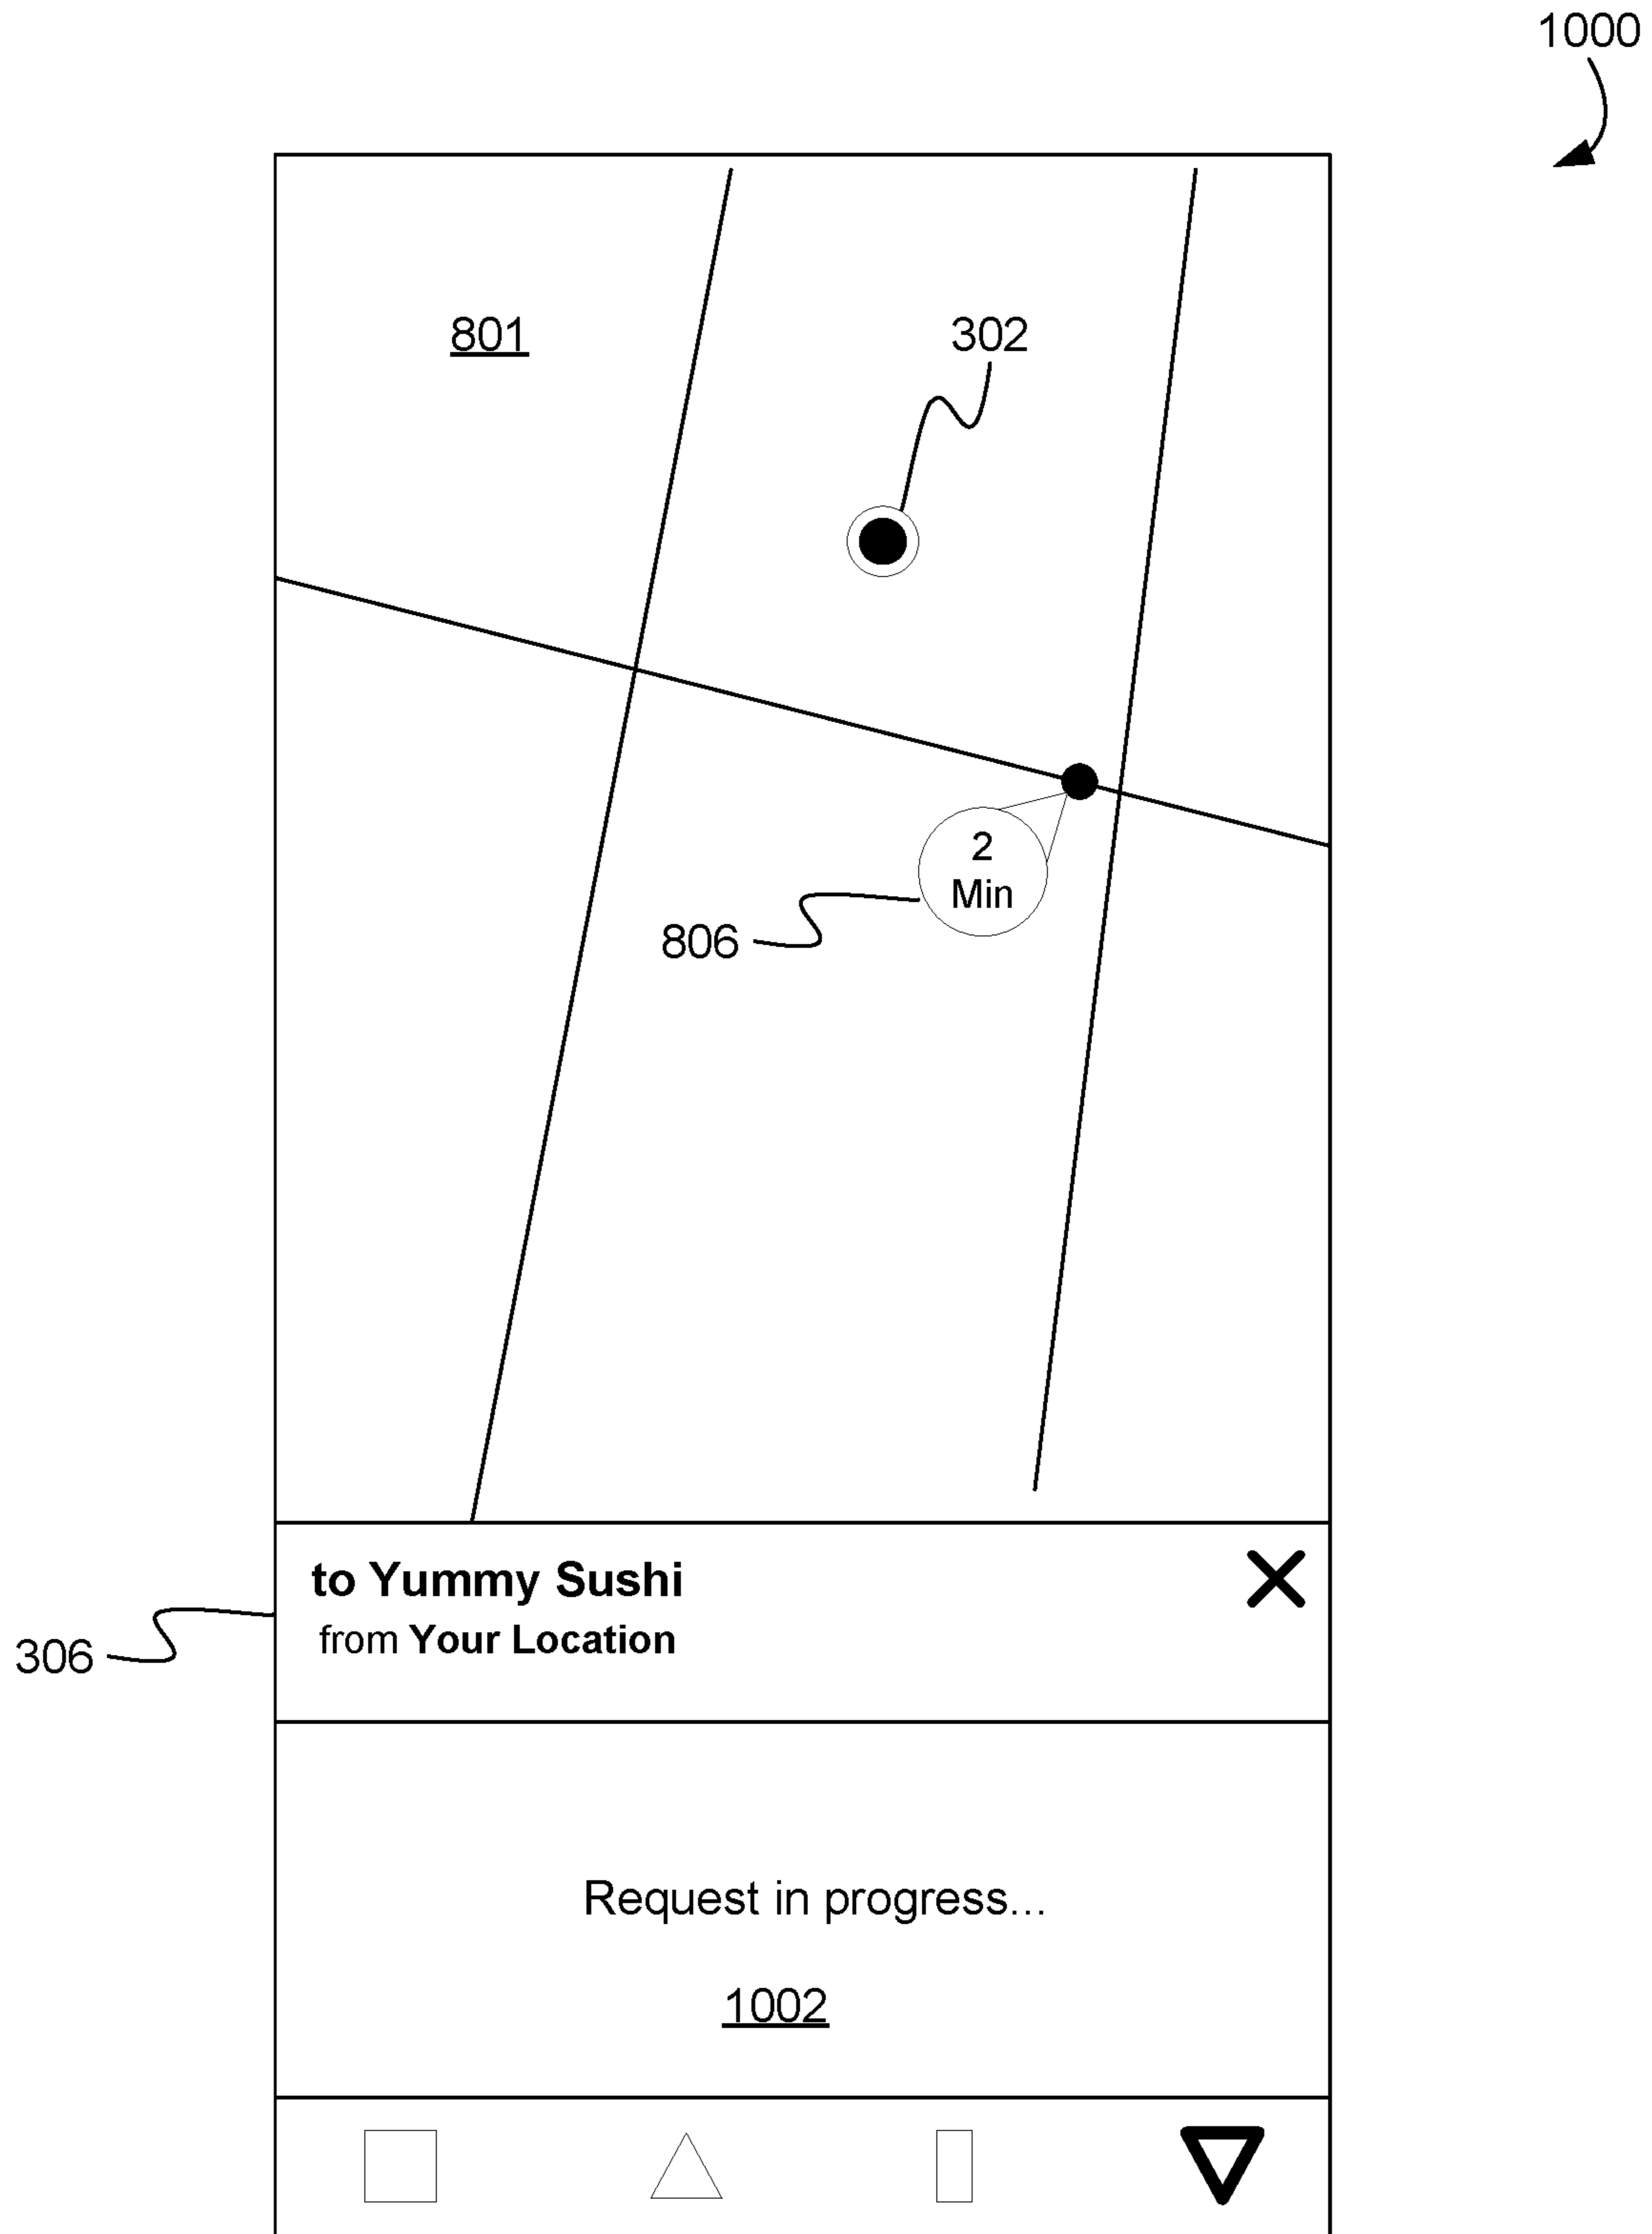 1000
801
302
2
Min
806
to Yummy Sushi
from Your Location
306
Request in progress...
1002